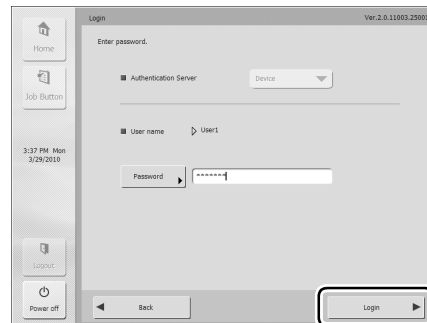 Login
Ver.2.0.11003.25001
Home
Enter password.
Authentication Server
Device
Job Button
User name
User1
3:37 PM Mon
3/29/2010
Password
*******
Logout
Power off
Back
Login